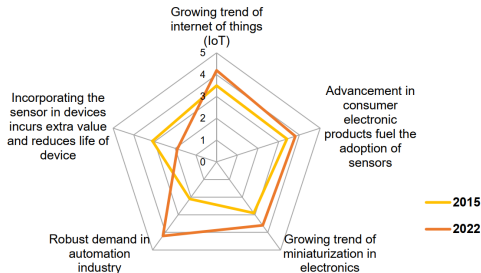 Growing trend of
internet of things
(IoT)
5
4
3
2
1
0
Incorporating the
sensor in devices
incurs extra value
and reduces life of
device
Advancement in
consumer
electronic
products fuel the
adoption of
sensors
2015
2022
Robust demand in
automation
industry
Growing trend of
miniaturization in
electronics